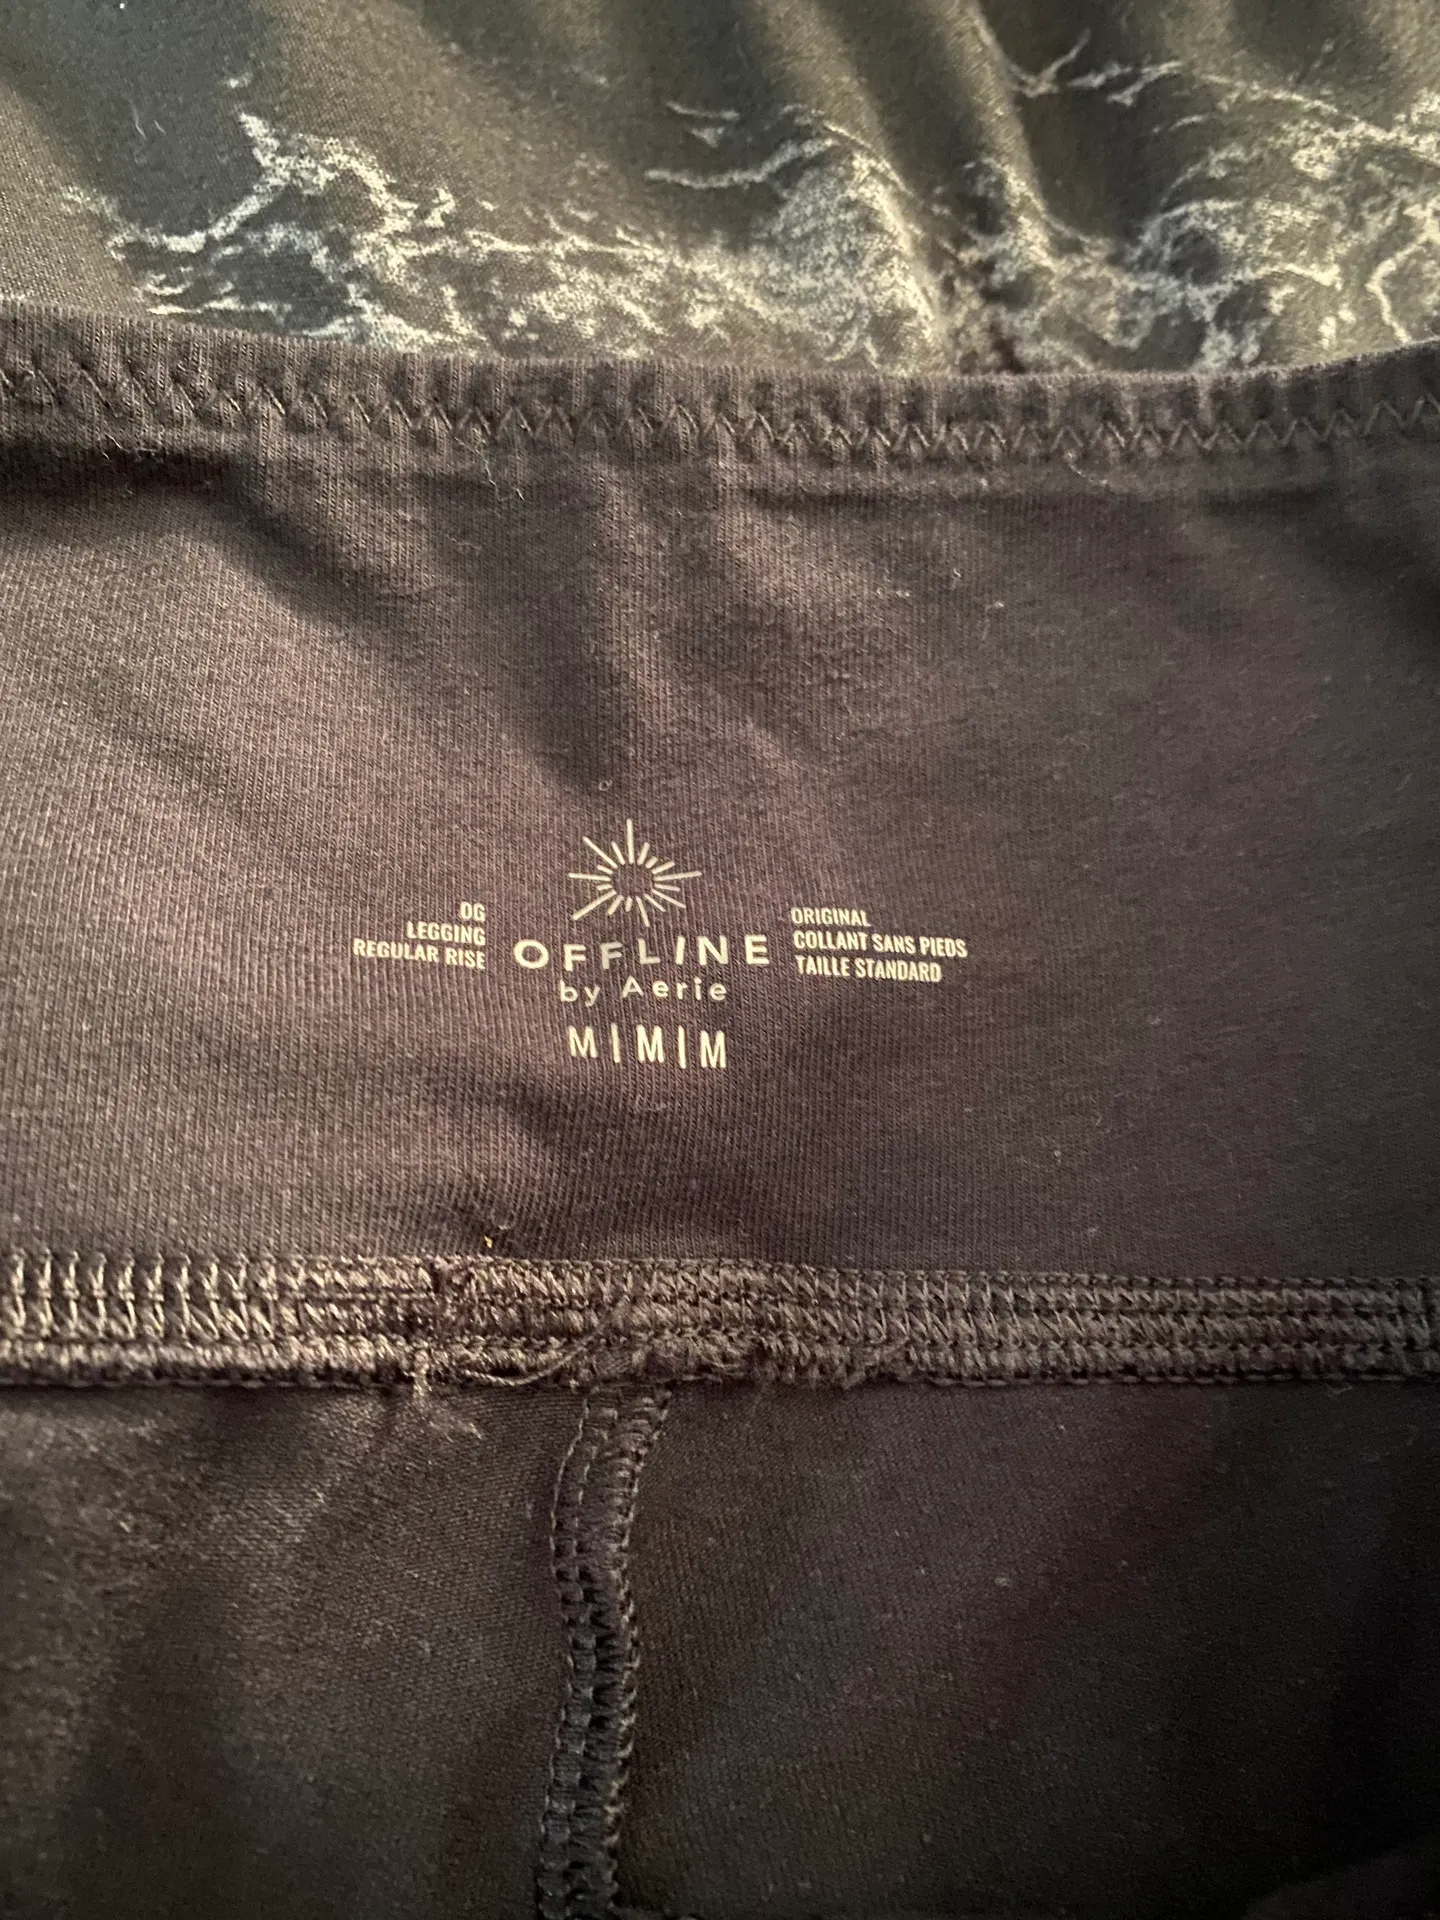 OG
LEGGING
REGULAR RISE
OFFLINE
by Aerie
M|M|M
ORIGINAL
COLLANT SANS PIEDS
TAILLE STANDARD